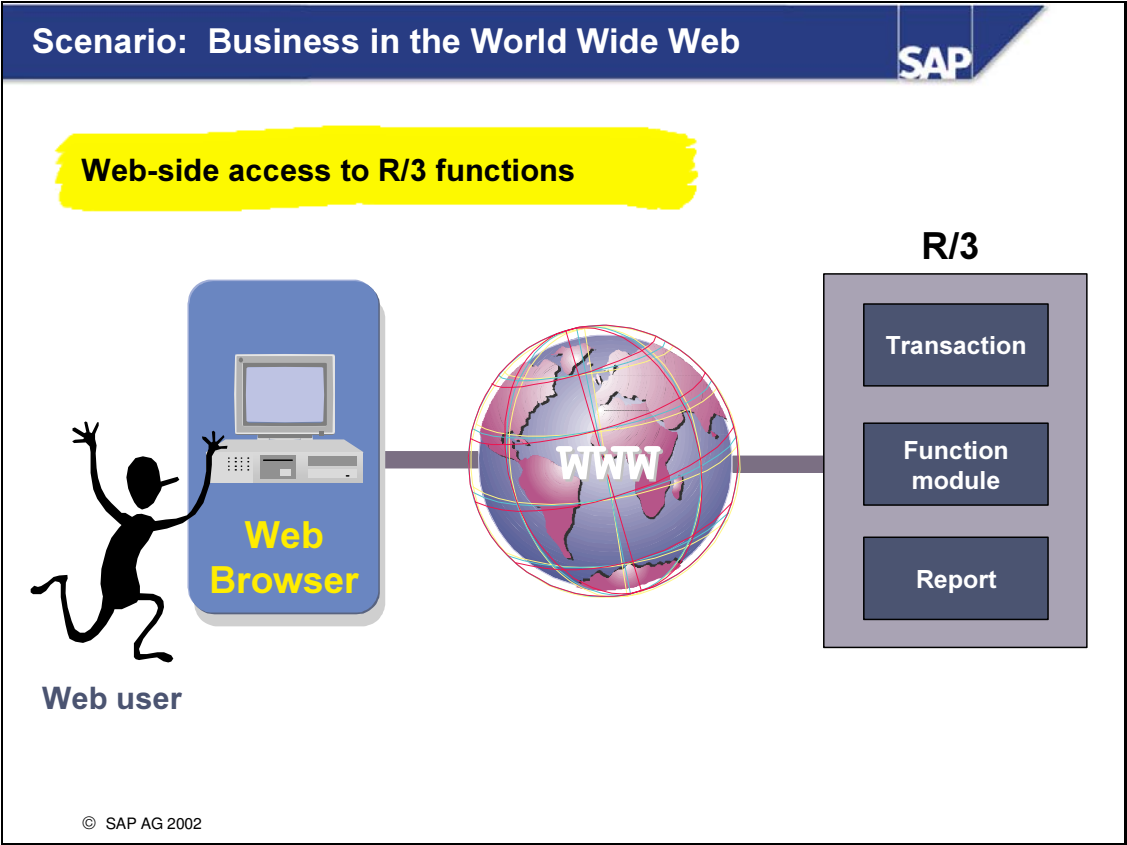 Scenario:  Business in the World Wide Web
SAP
Web-side access to R/3 functions
R/3
Transaction
Function
module
Report
WWW
Web
Browser
Web user
© SAP AG 2002